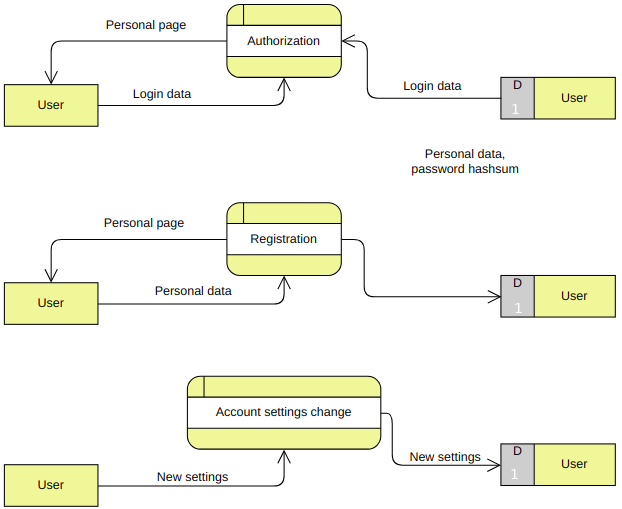 Personal page
Authorization
Login data
D
User
User
Login data
1
Personal data,
password hashsum
Personal page
Registration
D
User
User
Personal data
1
Account settings change
New settings
D
User
1
User
New settings